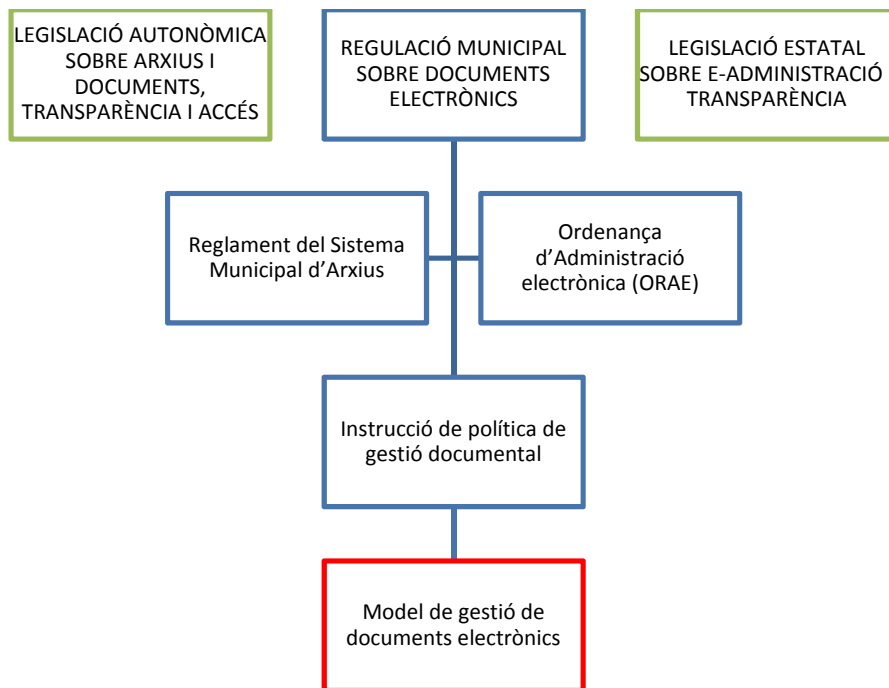 LEGISLACIÓ AUTONÒMICA
SOBRE ARXIUS I
DOCUMENTS,
TRANSPARÈNCIA I ACCÉS
REGULACIÓ MUNICIPAL
SOBRE DOCUMENTS
ELECTRÒNICS
LEGISLACIÓ ESTATAL
SOBRE E-ADMINISTRACIÓ
TRANSPARÈNCIA
Reglament del Sistema
Municipal d’Arxius
Ordenança
d’Administració
electrònica (ORAE)
Instrucció de política de
gestió documental
Model de gestió de
documents electrònics